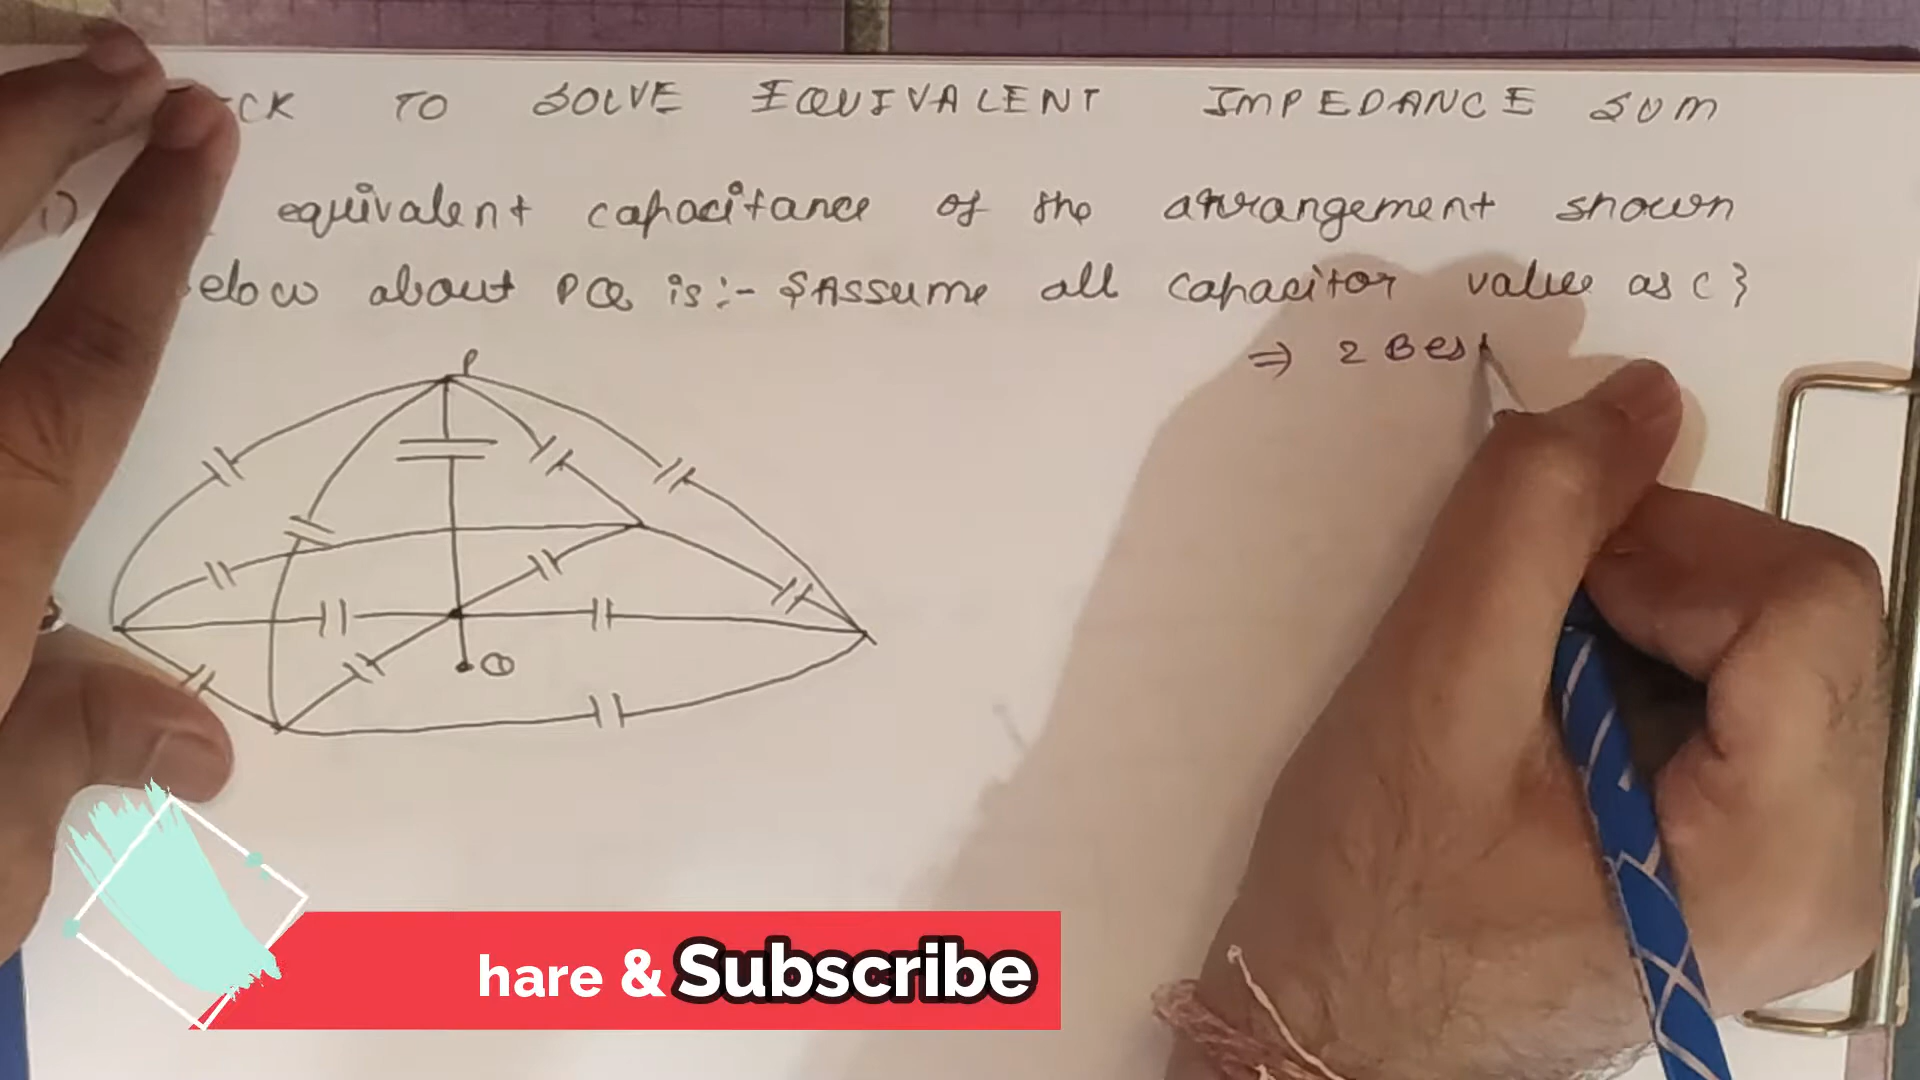 CK TO SOLVE EQUIVALENT IMPEDANCE SUM
1) equivalent capacitance of the arrangement shown
elow about PQ is:- {Assume all capacitor value as C}
⇒ 2 Best
P
Q
hare & Subscribe